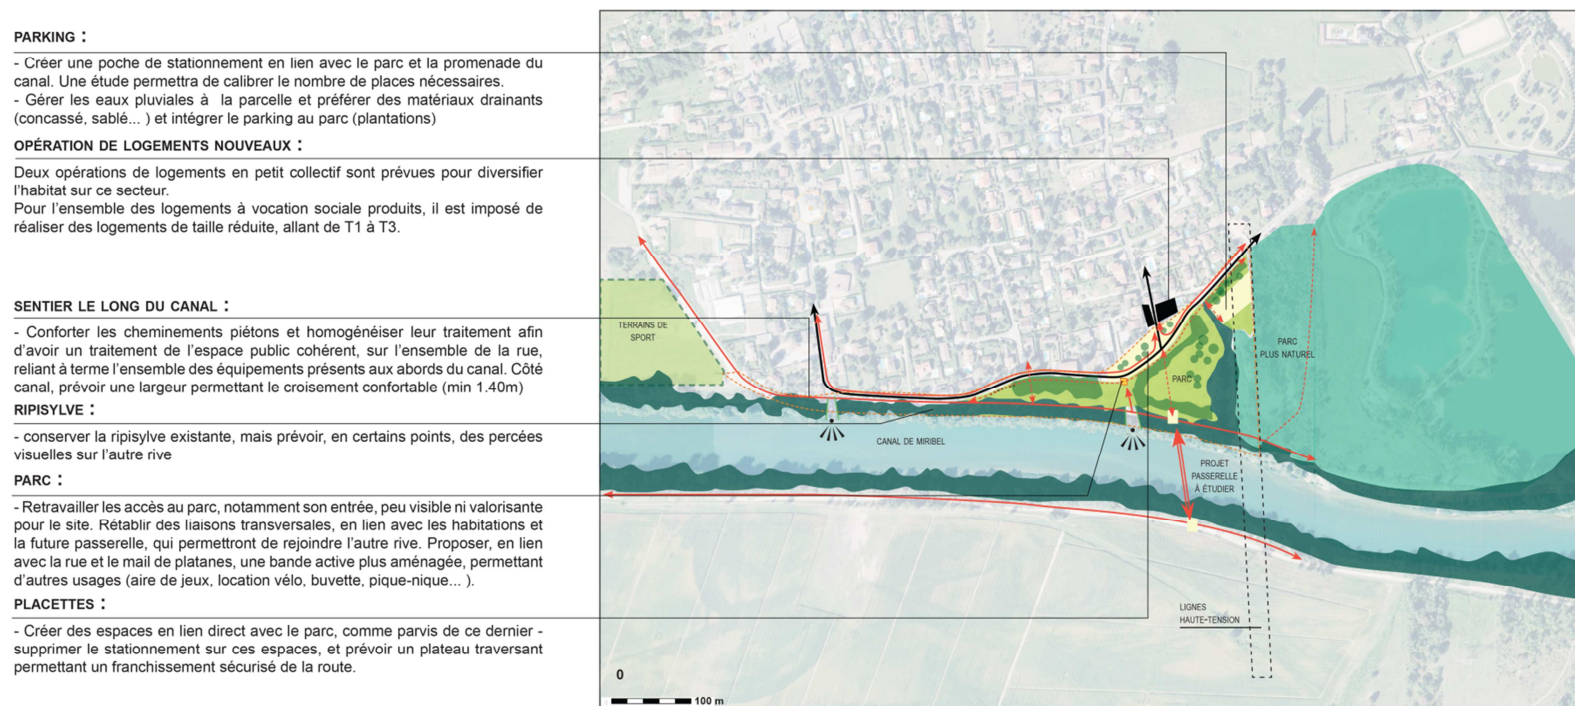 PARKING :
- Créer une poche de stationnement en lien avec le parc et la promenade du
canal. Une étude permettra de calibrer le nombre de places nécessaires.
- Gérer les eaux pluviales à la parcelle et préférer des matériaux drainants
(concassé, sablé... ) et intégrer le parking au parc (plantations)
OPÉRATION DE LOGEMENTS NOUVEAUX :
Deux opérations de logements en petit collectif sont prévues pour diversifier
l'habitat sur ce secteur.
Pour l'ensemble des logements à vocation sociale produits, il est imposé de
réaliser des logements de taille réduite, allant de T1 à T3.
SENTIER LE LONG DU CANAL :
- Conforter les cheminements piétons et homogénéiser leur traitement afin
d'avoir un traitement de l'espace public cohérent, sur l'ensemble de la rue,
reliant à terme l'ensemble des équipements présents aux abords du canal. Côté
canal, prévoir une largeur permettant le croisement confortable (min 1.40m)
RIPISYLVE :
- conserver la ripisylve existante, mais prévoir, en certains points, des percées
visuelles sur l'autre rive
PARC :
- Retravailler les accès au parc, notamment son entrée, peu visible ni valorisante
pour le site. Rétablir des liaisons transversales, en lien avec les habitations et
la future passerelle, qui permettront de rejoindre l'autre rive. Proposer, en lien
avec la rue et le mail de platanes, une bande active plus aménagée, permettant
d'autres usages (aire de jeux, location vélo, buvette, pique-nique... ).
PLACETTES :
- Créer des espaces en lien direct avec le parc, comme parvis de ce dernier -
supprimer le stationnement sur ces espaces, et prévoir un plateau traversant
permettant un franchissement sécurisé de la route.
TERRAINS DE
SPORT
PARC
PLUS NATUREL
PARC
CANAL DE MIRIBEL
PROJET
PASSERELLE
À ÉTUDIER
LIGNES
HAUTE-TENSION
0
100 m